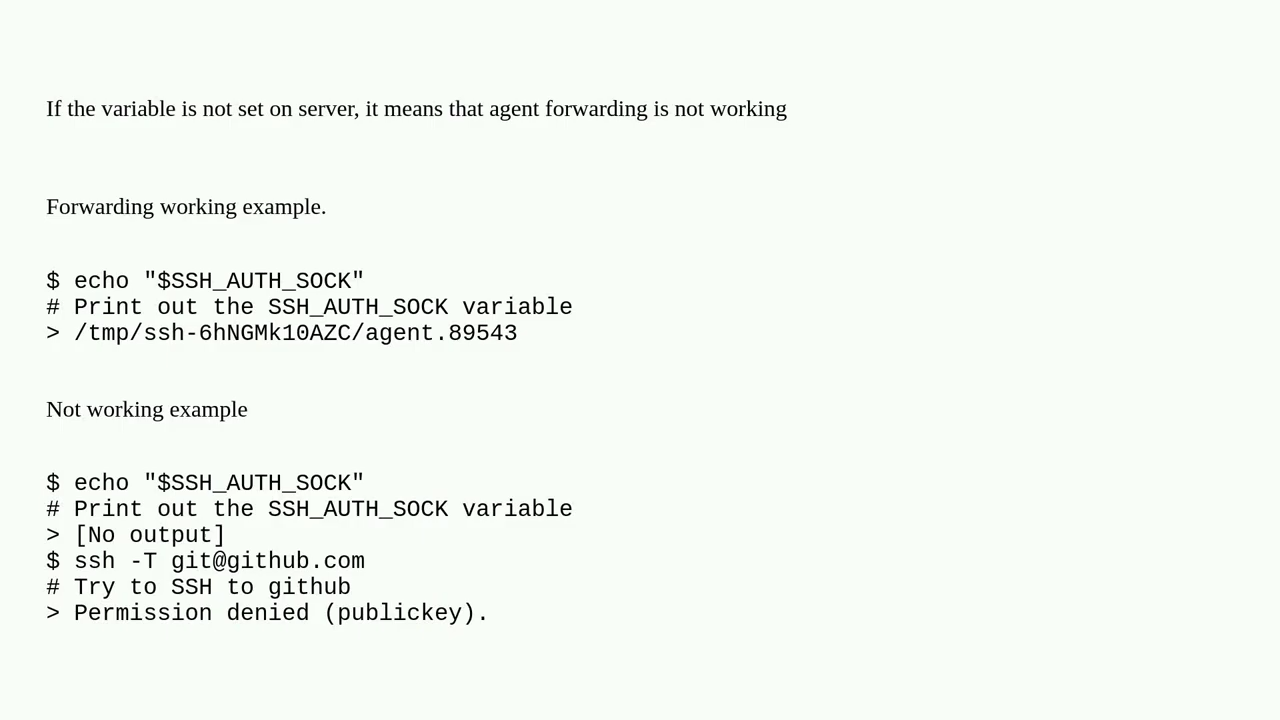 If the variable is not set on server, it means that agent forwarding is not working
Forwarding working example.
$ echo "$SSH_AUTH_SOCK"
# Print out the SSH_AUTH_SOCK variable
> /tmp/ssh-6hNGMk10AZC/agent.89543
Not working example
$ echo "$SSH_AUTH_SOCK"
# Print out the SSH_AUTH_SOCK variable
> [No output]
$ ssh -T git@github.com
# Try to SSH to github
> Permission denied (publickey).